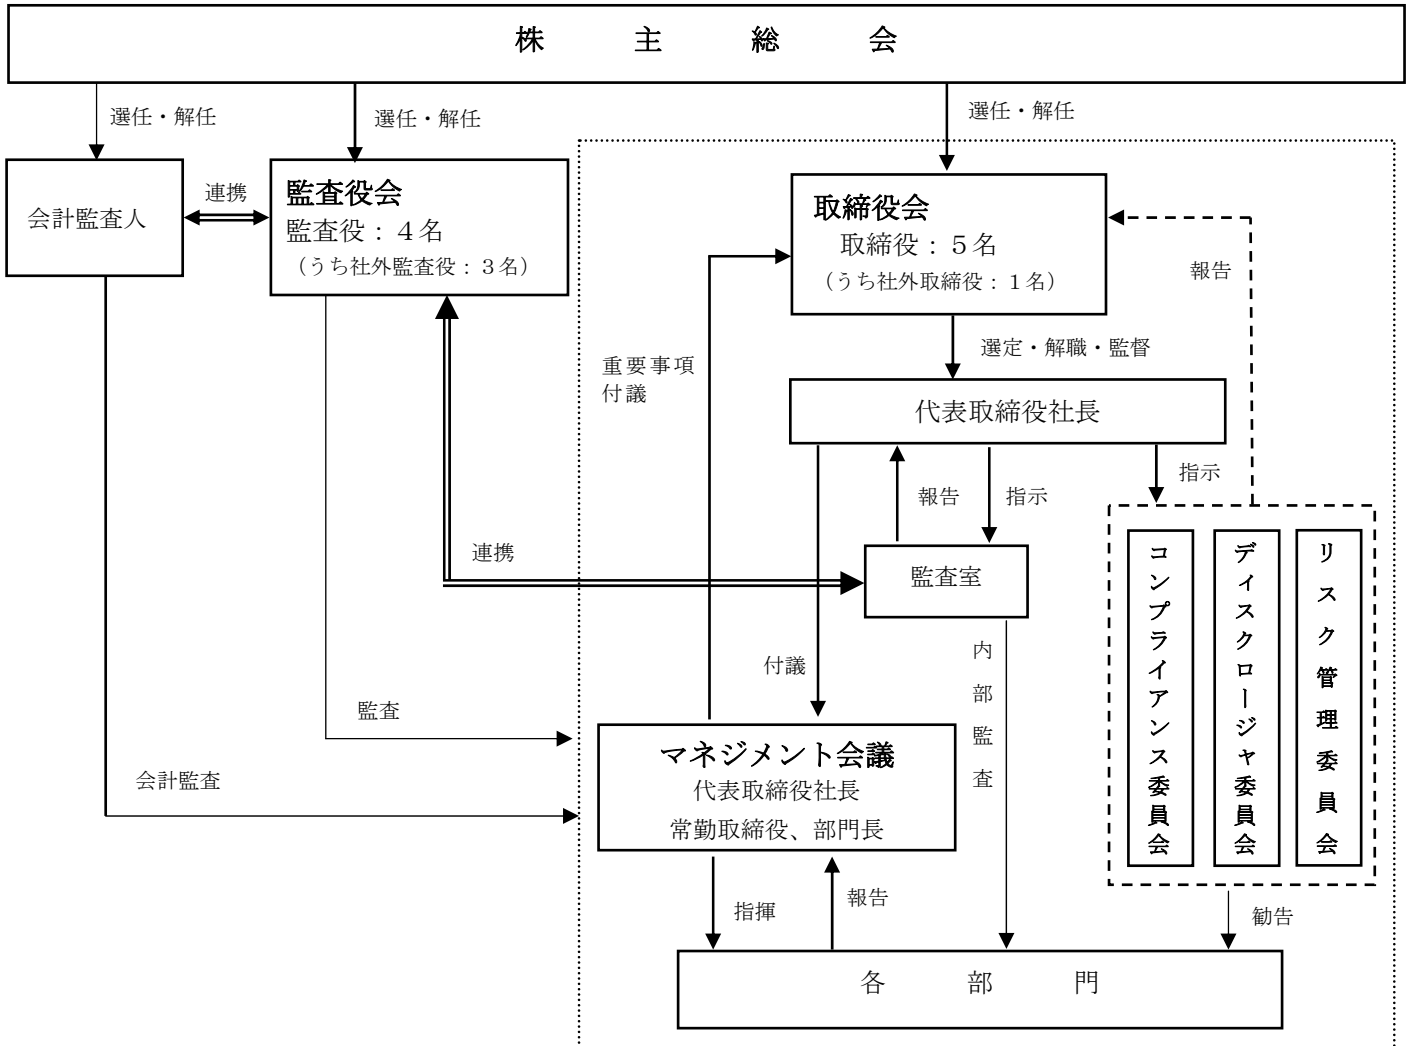 株主総会
選任・解任
選任・解任
選任・解任
会計監査人
連携
監査役会
監査役：４名
（うち社外監査役：３名）
取締役会
取締役：５名
（うち社外取締役：１名）
報告
重要事項
付議
選定・解職・監督
代表取締役社長
報告
指示
指示
連携
監査室
コンプライアンス委員会
ディスクロージャ委員会
リスク管理委員会
付議
内部監査
監査
会計監査
マネジメント会議
代表取締役社長
常勤取締役、部門長
指揮
報告
勧告
各部門